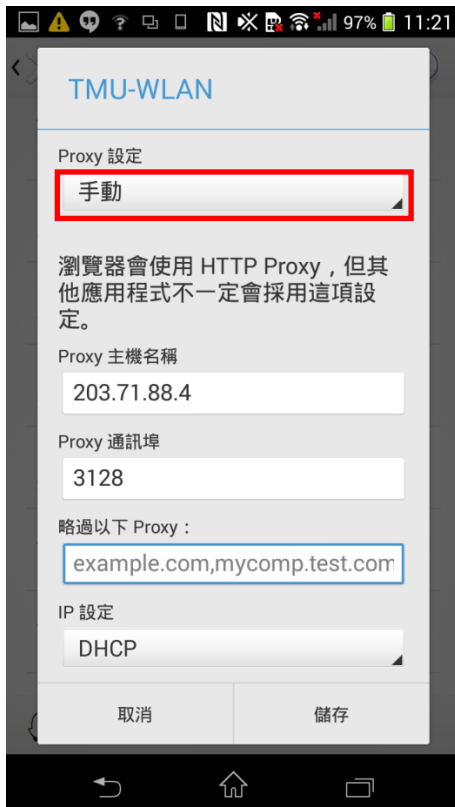 97% 11:21
TMU-WLAN
Proxy 設定
手動
瀏覽器會使用 HTTP Proxy，但其
他應用程式不一定會採用這項設
定。
Proxy 主機名稱
203.71.88.4
Proxy 通訊埠
3128
略過以下 Proxy：
example.com,mycomp.test.com
IP 設定
DHCP
取消 儲存